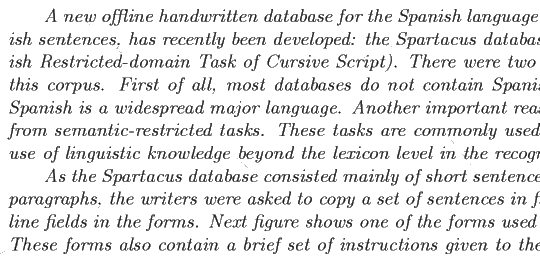 A new offline handwritten database for the Spanish language
ish sentences, has recently been developed: the Spartacus databas
ish Restricted-domain Task of Cursive Script). There were two
this corpus. First of all, most databases do not contain Spani
Spanish is a widespread major language. Another important rea
from semantic-restricted tasks. These tasks are commonly used
use of linguistic knowledge beyond the lexicon level in the recogn
As the Spartacus database consisted mainly of short sentence
paragraphs, the writers were asked to copy a set of sentences in f
line fields in the forms. Next figure shows one of the forms used
These forms also contain a brief set of instructions given to the